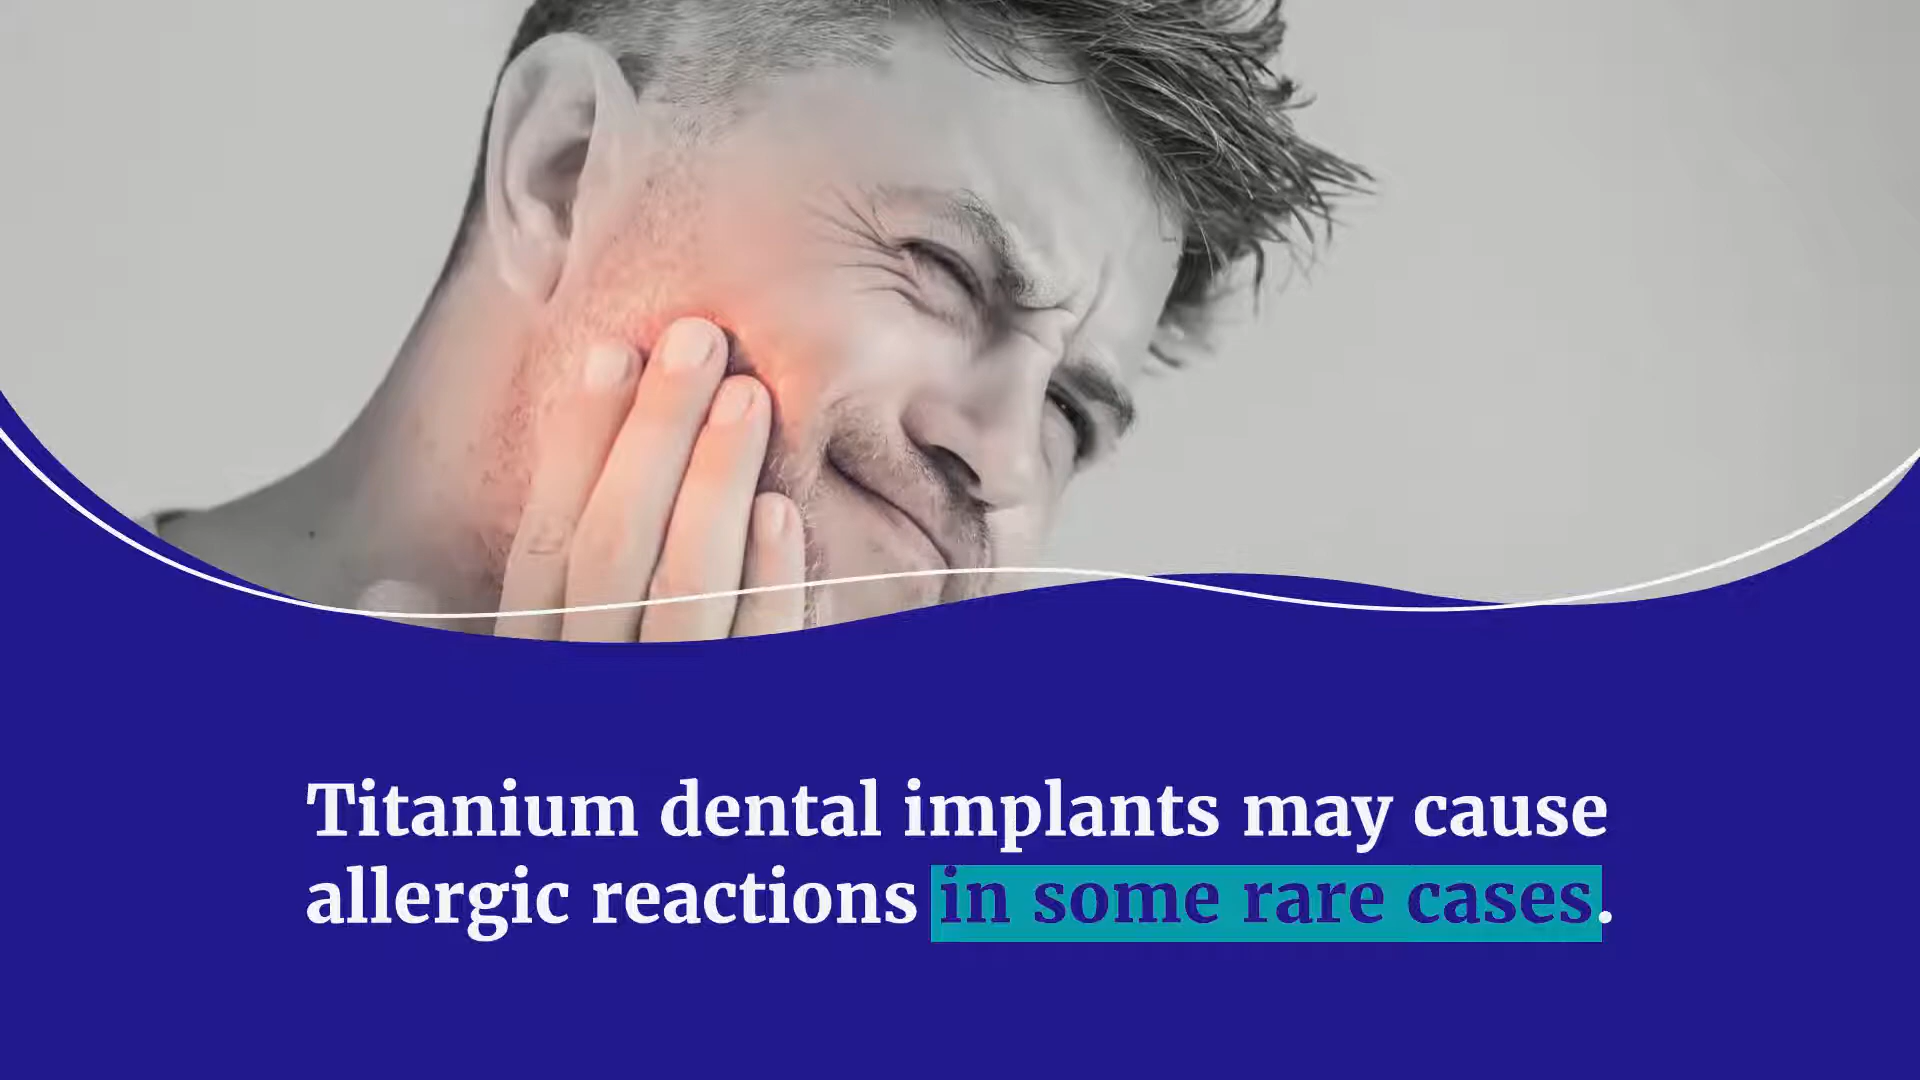 Titanium dental implants may cause
allergic reactions in some rare cases.